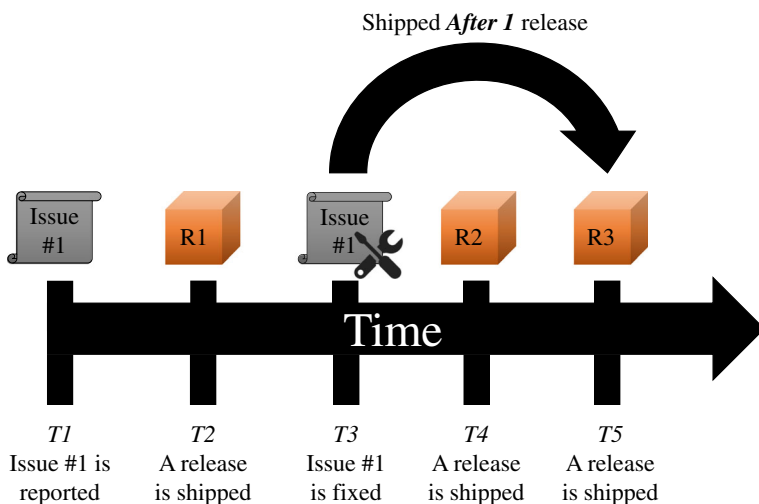 Shipped After 1 release
Issue
#1
R1
Issue
#1
R2
R3
Time
T1
Issue #1 is
reported
T2
A release
is shipped
T3
Issue #1
is fixed
T4
A release
is shipped
T5
A release
is shipped